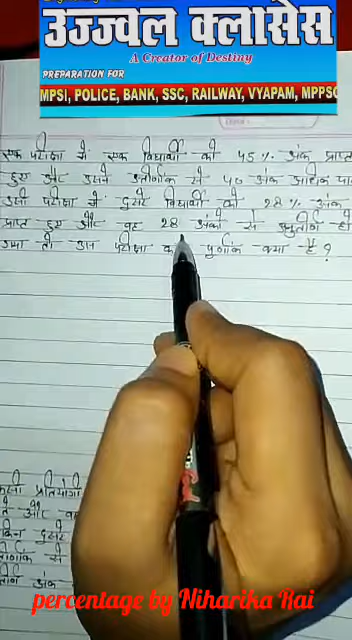 उज्ज्वल क्लासेस
A Creator of Destiny
PREPARATION FOR
MPSI, POLICE, BANK, SSC, RAILWAY, VYAPAM, MPPSC
एक परीक्षा में एक विद्यार्थी को 45% अंक प्राप्त
हुए और उसने उत्तीर्णांक से 40 अंक अधिक पा
उसी परीक्षा में दूसरे विद्यार्थी को 28% अंक
प्राप्त हुए और वह 28 अंकों से अनुत्तीर्ण हो
गया तो उस परीक्षा का पूर्णांक क्या है ?
percentage by Niharika Rai